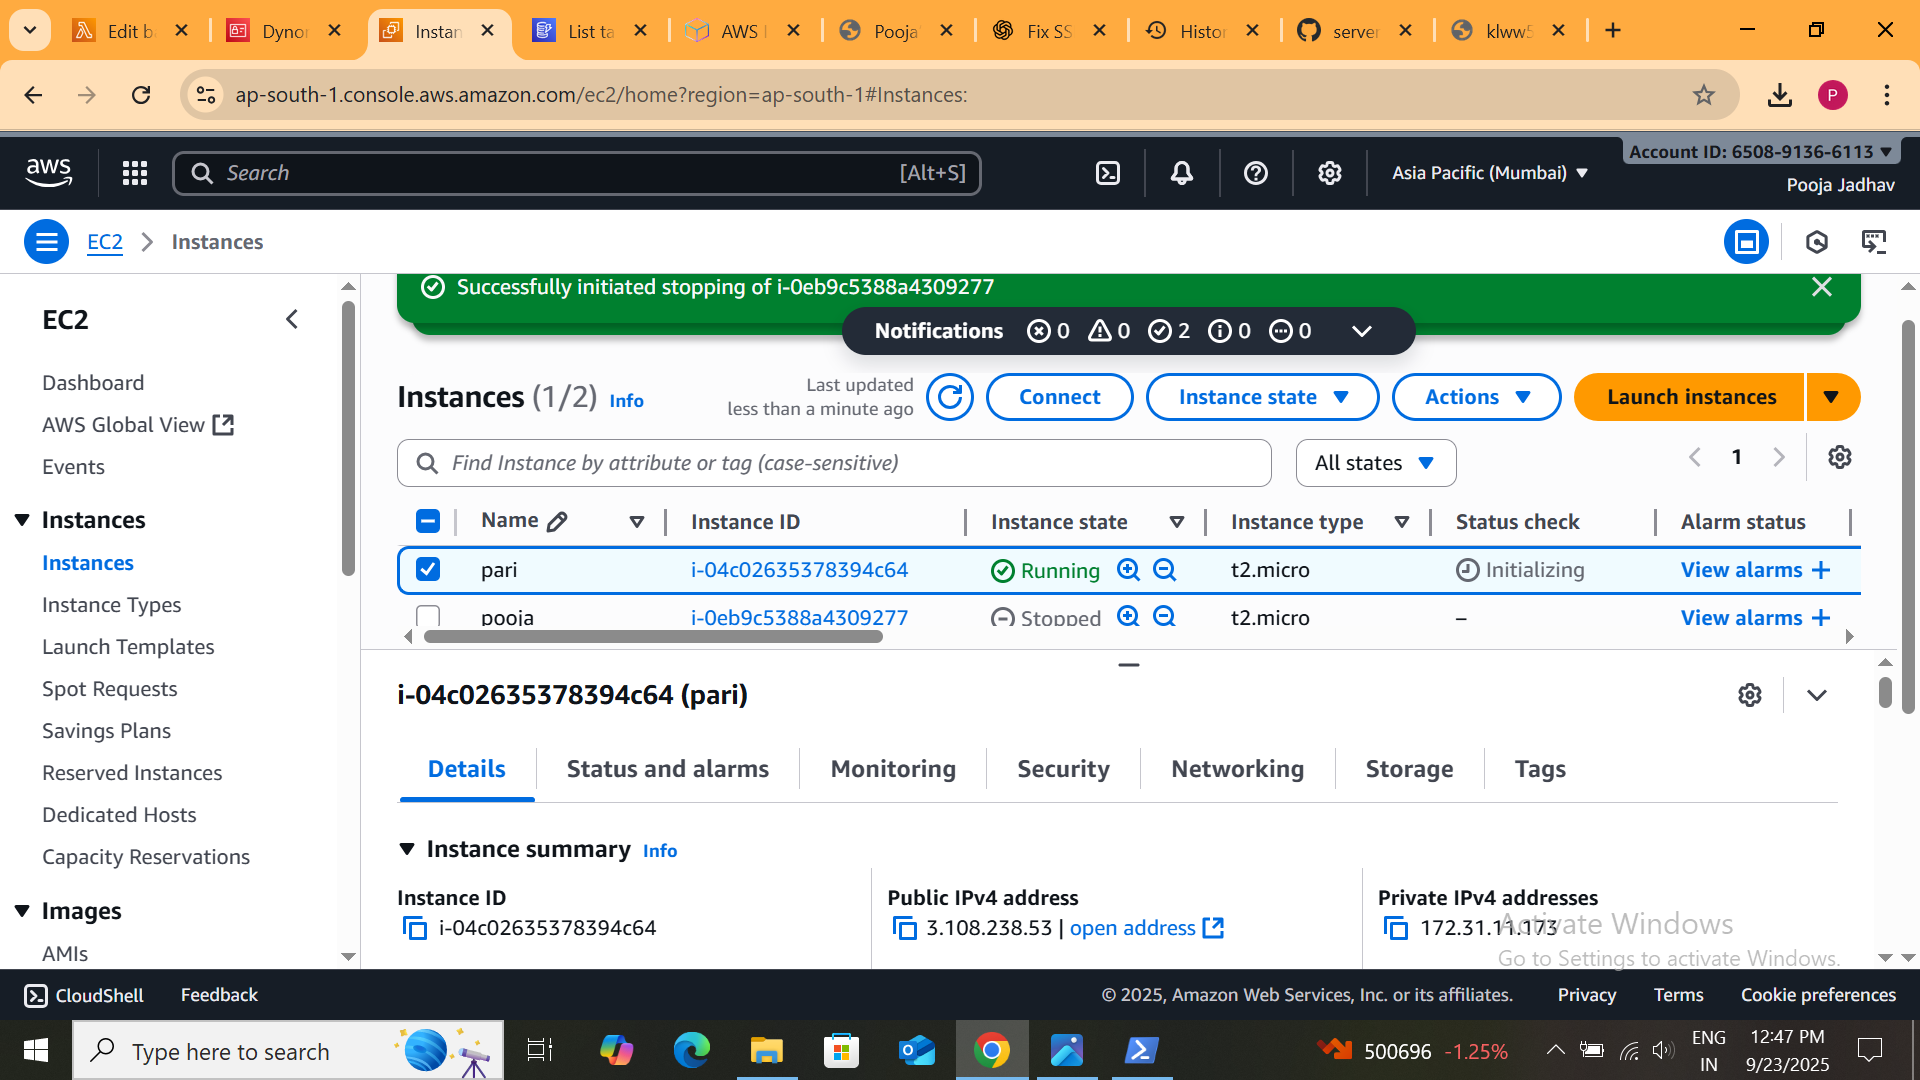 Edit b
Dynor
Instan
List ta
AWS
Pooja'
Fix SS
Histor
server
klww5
ap-south-1.console.aws.amazon.com/ec2/home?region=ap-south-1#Instances:
P
aws
Search
[Alt+S]
Asia Pacific (Mumbai)
Account ID: 6508-9136-6113
Pooja Jadhav
EC2
Instances
Successfully initiated stopping of i-0eb9c5388a4309277
Notifications 0 0 2 0 0
EC2
Dashboard
AWS Global View
Events
Instances
Instances
Instance Types
Launch Templates
Spot Requests
Savings Plans
Reserved Instances
Dedicated Hosts
Capacity Reservations
Images
AMIs
Instances (1/2) Info
Last updated
less than a minute ago
Connect
Instance state
Actions
Launch instances
Find Instance by attribute or tag (case-sensitive)
All states
1
Name Instance ID Instance state Instance type Status check Alarm status
pari i-04c02635378394c64 Running t2.micro Initializing View alarms +
pooja i-0eb9c5388a4309277 Stopped t2.micro – View alarms +
i-04c02635378394c64 (pari)
Details Status and alarms Monitoring Security Networking Storage Tags
Instance summary Info
Instance ID
i-04c02635378394c64
Public IPv4 address
3.108.238.53 | open address
Private IPv4 addresses
172.31.11.173
Activate Windows
Go to Settings to activate Windows.
CloudShell
Feedback
© 2025, Amazon Web Services, Inc. or its affiliates.
Privacy
Terms
Cookie preferences
Type here to search
500696 -1.25%
ENG
IN
12:47 PM
9/23/2025